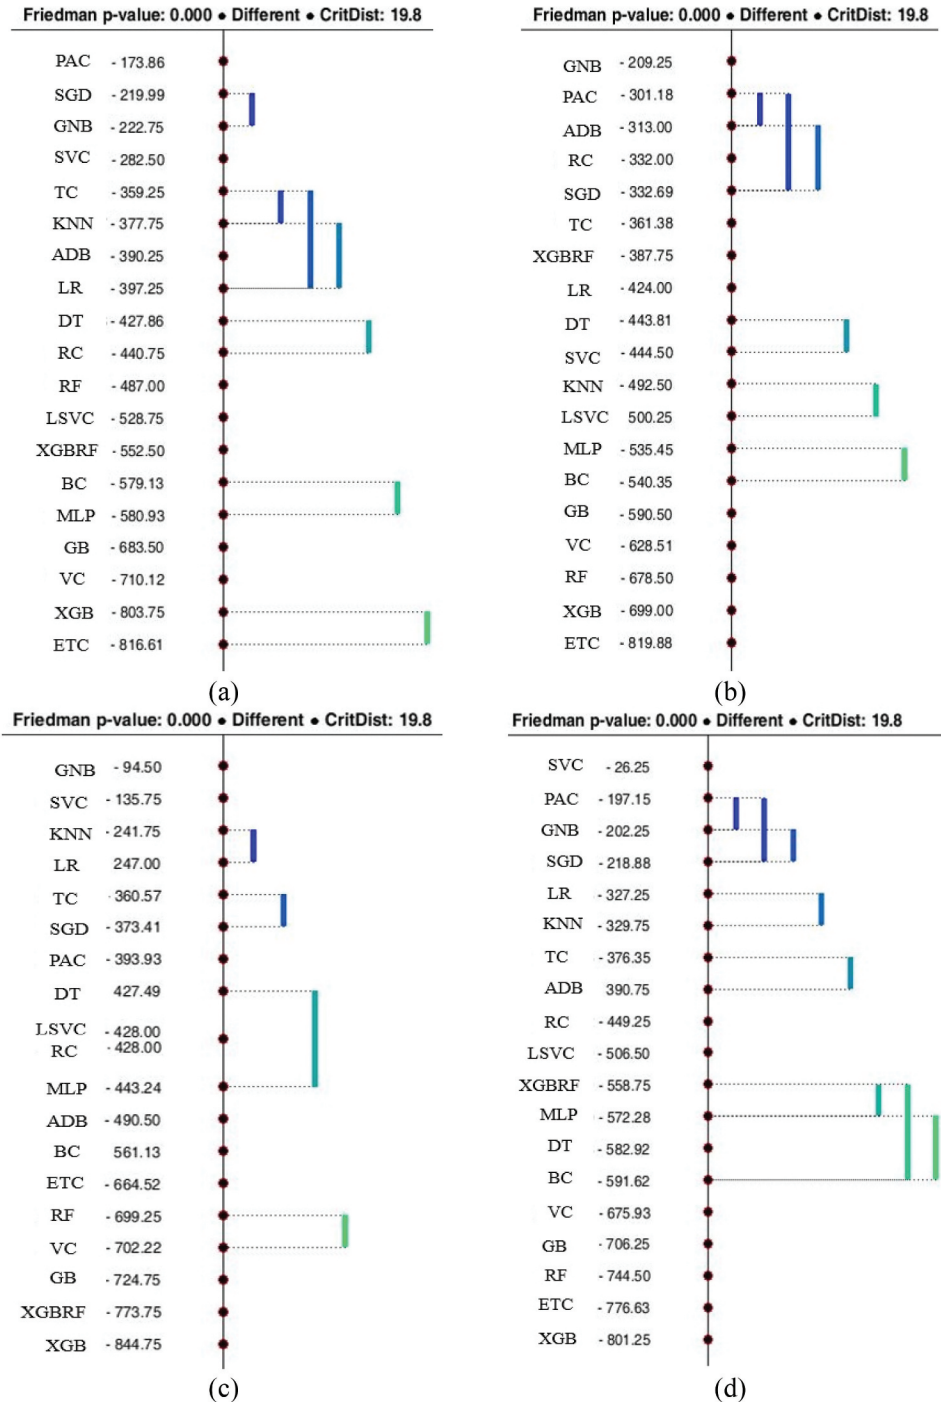 Friedman p-value: 0.000 • Different • CritDist: 19.8
PAC - 173.86
SGD - 219.99
GNB - 222.75
SVC - 282.50
TC - 359.25
KNN - 377.75
ADB - 390.25
LR - 397.25
DT - 427.86
RC - 440.75
RF - 487.00
LSVC - 528.75
XGBRF - 552.50
BC - 579.13
MLP - 580.93
GB - 683.50
VC - 710.12
XGB - 803.75
ETC - 816.61
(a)
Friedman p-value: 0.000 • Different • CritDist: 19.8
GNB - 209.25
PAC - 301.18
ADB - 313.00
RC - 332.00
SGD - 332.69
TC - 361.38
XGBRF - 387.75
LR - 424.00
DT - 443.81
SVC - 444.50
KNN - 492.50
LSVC 500.25
MLP - 535.45
BC - 540.35
GB - 590.50
VC - 628.51
RF - 678.50
XGB - 699.00
ETC - 819.88
(b)
Friedman p-value: 0.000 • Different • CritDist: 19.8
GNB - 94.50
SVC - 135.75
KNN - 241.75
LR 247.00
TC 360.57
SGD - 373.41
PAC - 393.93
DT 427.49
LSVC - 428.00
RC - 428.00
MLP - 443.24
ADB - 490.50
BC 561.13
ETC - 664.52
RF - 699.25
VC - 702.22
GB - 724.75
XGBRF - 773.75
XGB - 844.75
(c)
Friedman p-value: 0.000 • Different • CritDist: 19.8
SVC - 26.25
PAC - 197.15
GNB - 202.25
SGD - 218.88
LR - 327.25
KNN - 329.75
TC - 376.35
ADB 390.75
RC - 449.25
LSVC - 506.50
XGBRF - 558.75
MLP - 572.28
DT - 582.92
BC - 591.62
VC - 675.93
GB - 706.25
RF - 744.50
ETC - 776.63
XGB - 801.25
(d)